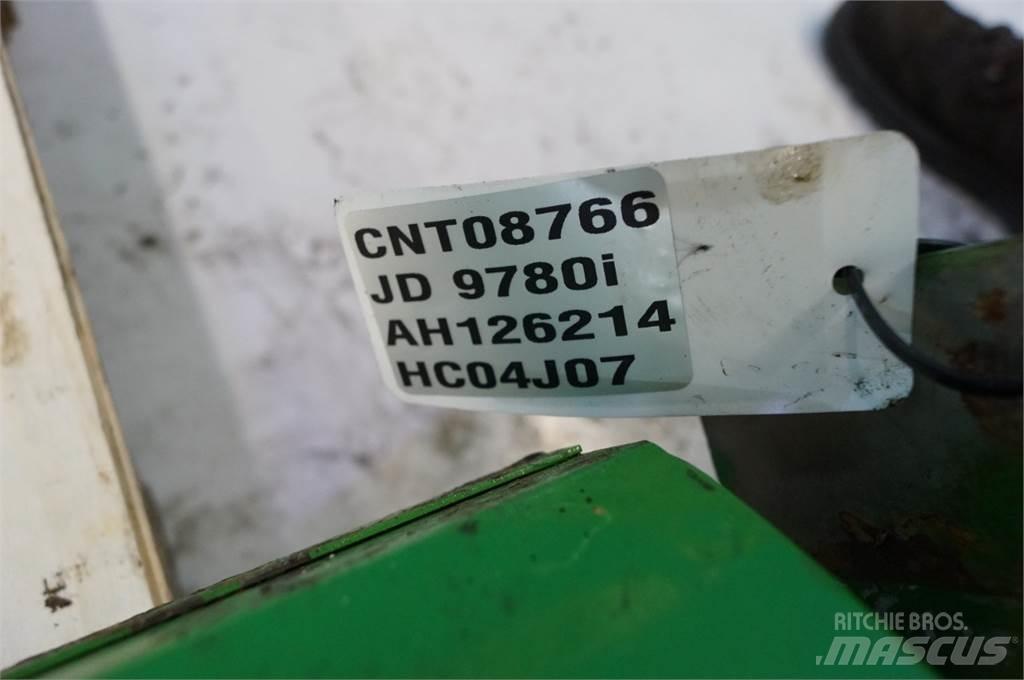 CNT08766
JD 9780i
AH126214
HC04J07
RITCHIE BROS.
MASCUS